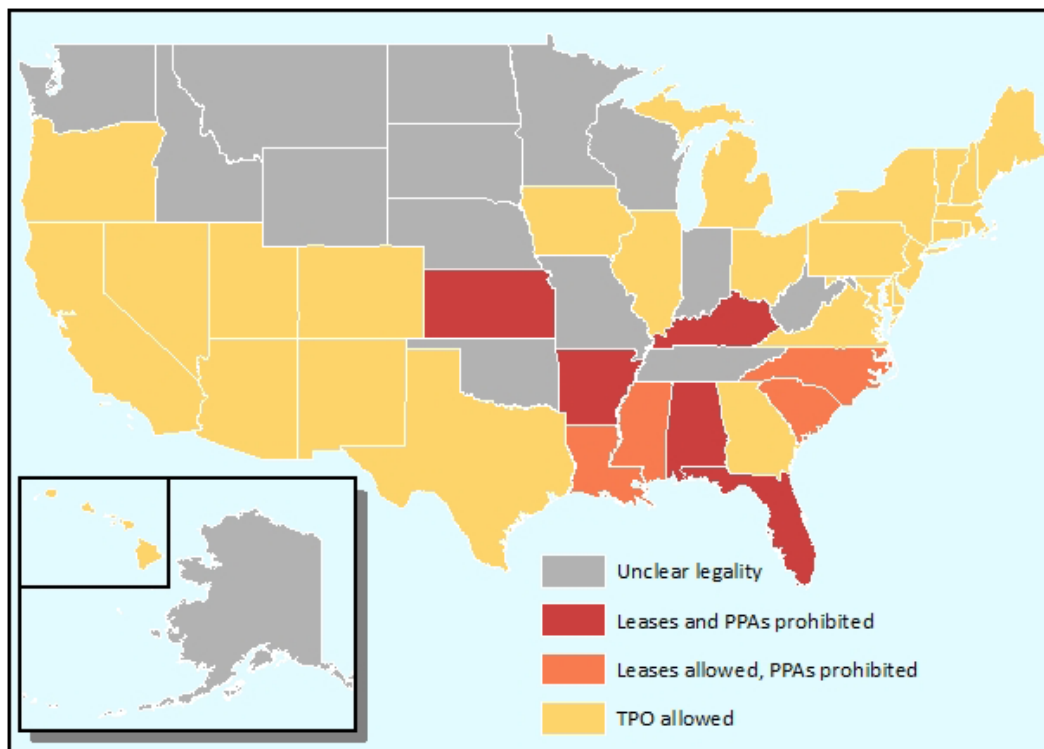 Unclear legality
Leases and PPAs prohibited
Leases allowed, PPAs prohibited
TPO allowed